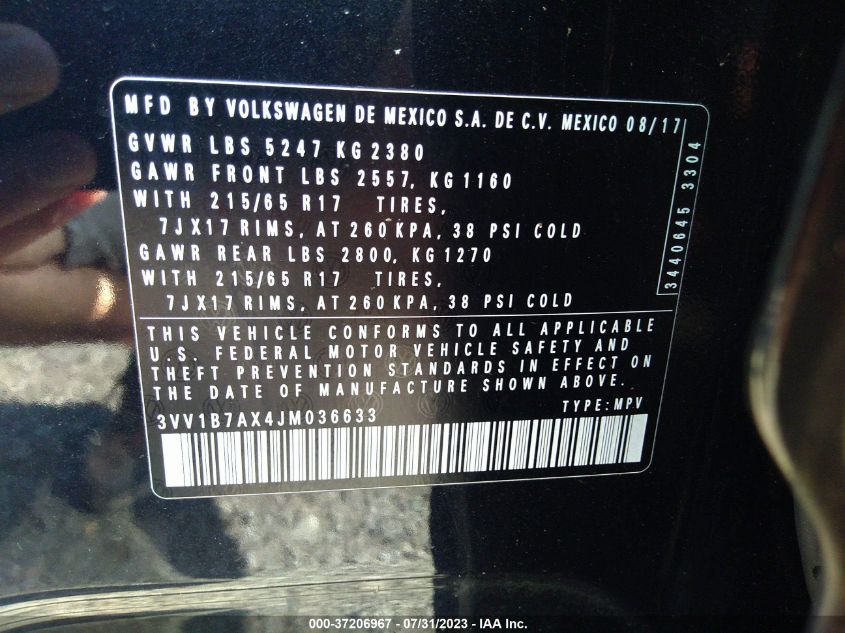 MFD BY VOLKSWAGEN DE MEXICO S.A. DE C.V. MEXICO 08/17
GVWR LBS 5247 KG 2380
GAWR FRONT LBS 2557, KG 1160
WITH 215/65 R17 TIRES,
7JX17 RIMS, AT 260 KPA, 38 PSI COLD
GAWR REAR LBS 2800, KG 1270
WITH 215/65 R17 TIRES,
7JX17 RIMS, AT 260 KPA, 38 PSI COLD
3440645 3304
THIS VEHICLE CONFORMS TO ALL APPLICABLE
U.S. FEDERAL MOTOR VEHICLE SAFETY AND
THEFT PREVENTION STANDARDS IN EFFECT ON
THE DATE OF MANUFACTURE SHOWN ABOVE.
3VV1B7AX4JM036633 TYPE: MPV
000-37206967 - 07/31/2023 - IAA Inc.